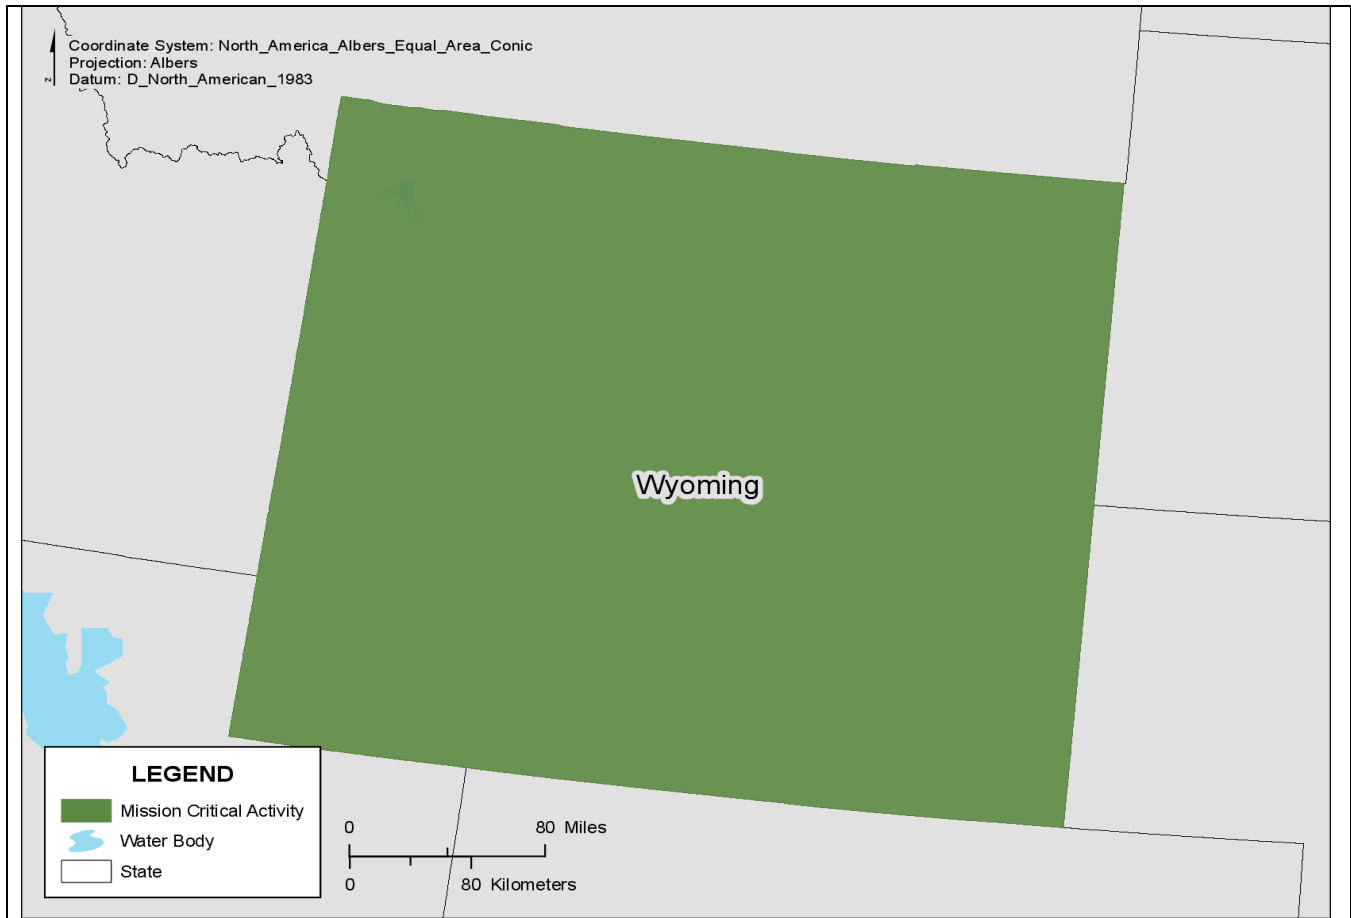 Coordinate System: North_America_Albers_Equal_Area_Conic
Projection: Albers
Datum: D_North_American_1983
N
Wyoming
LEGEND
Mission Critical Activity
Water Body
State
0 80 Miles
0 80 Kilometers